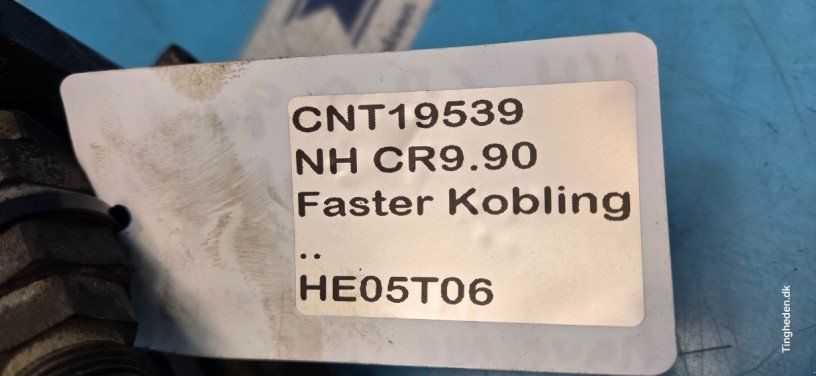 CNT19539
NH CR9.90
Faster Kobling
..
HE05T06
Tingheden.dk